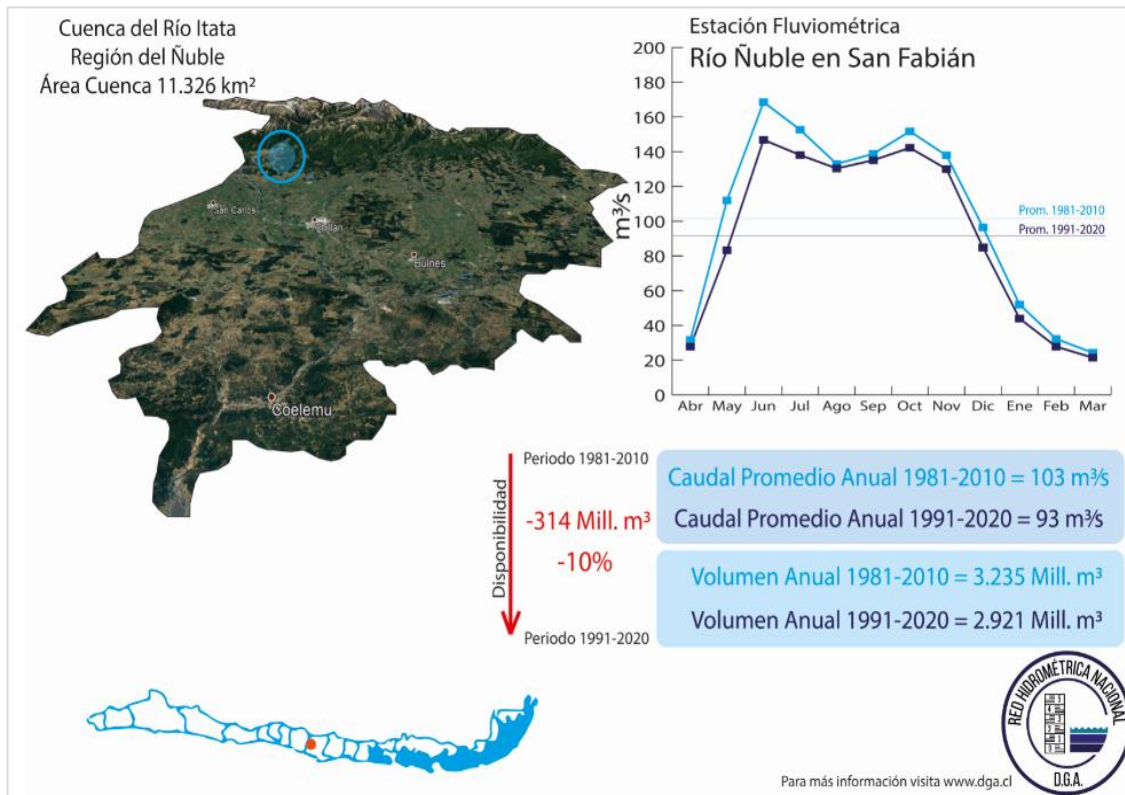 Cuenca del Río Itata
Región del Ñuble
Área Cuenca 11.326 km²
San Carlos
Chillán
Bulnes
Coelemu
Estación Fluviométrica
Río Ñuble en San Fabián
m³/s
200
180
160
140
120
100
80
60
40
20
0
Prom. 1981-2010
Prom. 1991-2020
Abr May Jun Jul Ago Sep Oct Nov Dic Ene Feb Mar
Disponibilidad
Periodo 1981-2010
-314 Mill. m³
-10%
Periodo 1991-2020
Caudal Promedio Anual 1981-2010 = 103 m³/s
Caudal Promedio Anual 1991-2020 = 93 m³/s
Volumen Anual 1981-2010 = 3.235 Mill. m³
Volumen Anual 1991-2020 = 2.921 Mill. m³
RED HIDROMÉTRICA NACIONAL
D.G.A.
Para más información visita www.dga.cl